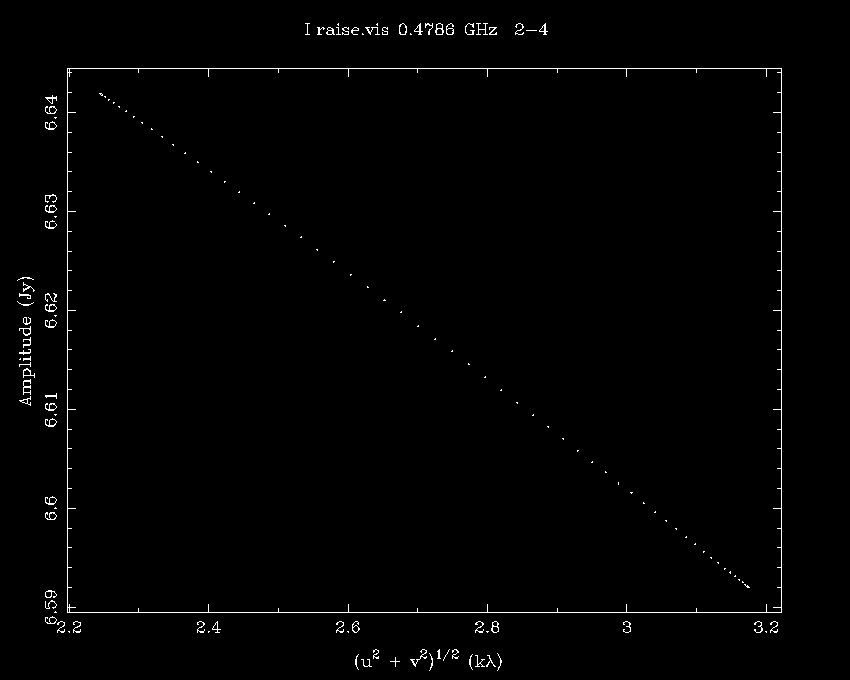 I raise.vis 0.4786 GHz 2-4
6.64
6.63
6.62
6.61
6.6
6.59
Amplitude (Jy)
2.2 2.4 2.6 2.8 3 3.2
(u² + v²)^1/2 (kλ)